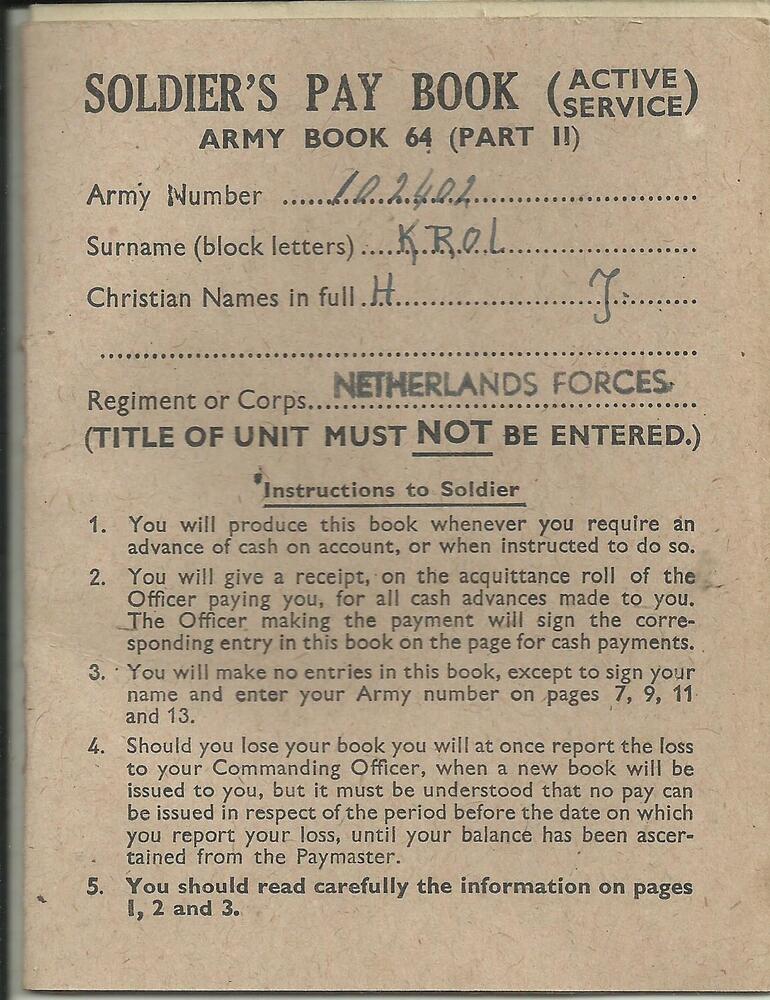 SOLDIER'S PAY BOOK (ACTIVE SERVICE)
ARMY BOOK 64 (PART II)
Army Number ......102402......
Surname (block letters) ....KROL......
Christian Names in full .H......J......
Regiment or Corps....NETHERLANDS FORCES.
(TITLE OF UNIT MUST NOT BE ENTERED.)
Instructions to Soldier
1. You will produce this book whenever you require an
advance of cash on account, or when instructed to do so.
2. You will give a receipt, on the acquittance roll of the
Officer paying you, for all cash advances made to you.
The Officer making the payment will sign the corre-
sponding entry in this book on the page for cash payments.
3. You will make no entries in this book, except to sign your
name and enter your Army number on pages 7, 9, 11
and 13.
4. Should you lose your book you will at once report the loss
to your Commanding Officer, when a new book will be
issued to you, but it must be understood that no pay can
be issued in respect of the period before the date on which
you report your loss, until your balance has been ascer-
tained from the Paymaster.
5. You should read carefully the information on pages
1, 2 and 3.